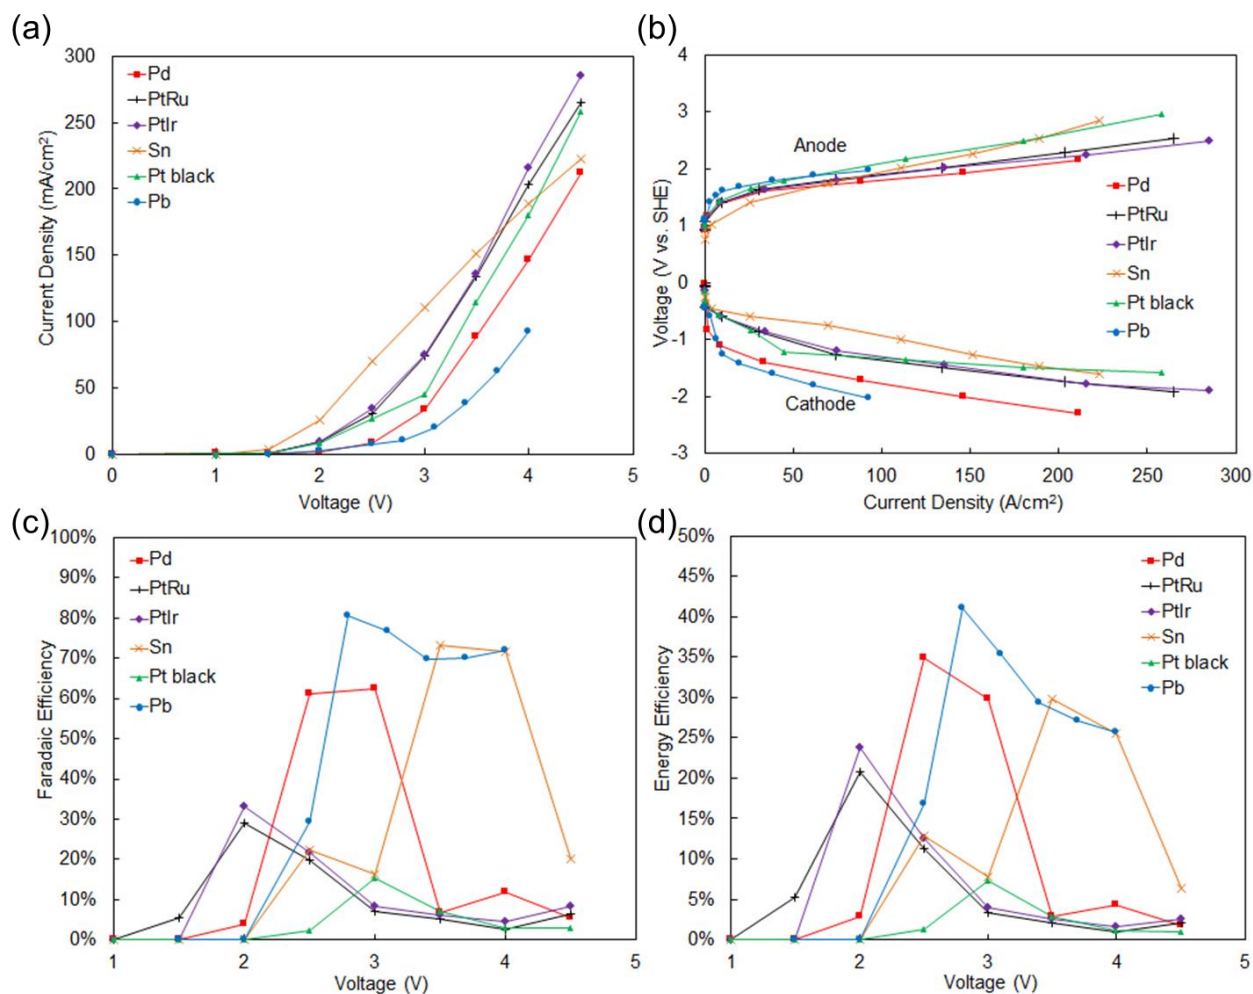 (a)
300
250
200
150
100
50
0
Current Density (mA/cm²)
Pd
PtRu
PtIr
Sn
Pt black
Pb
0 1 2 3 4 5
Voltage (V)
(b)
4
3
2
1
0
-1
-2
-3
Voltage (V vs. SHE)
Anode
Cathode
Pd
PtRu
PtIr
Sn
Pt black
Pb
0 50 100 150 200 250 300
Current Density (A/cm²)
(c)
100%
90%
80%
70%
60%
50%
40%
30%
20%
10%
0%
Faradaic Efficiency
Pd
PtRu
PtIr
Sn
Pt black
Pb
1 2 3 4 5
Voltage (V)
(d)
50%
45%
40%
35%
30%
25%
20%
15%
10%
5%
0%
Energy Efficiency
Pd
PtRu
PtIr
Sn
Pt black
Pb
1 2 3 4 5
Voltage (V)